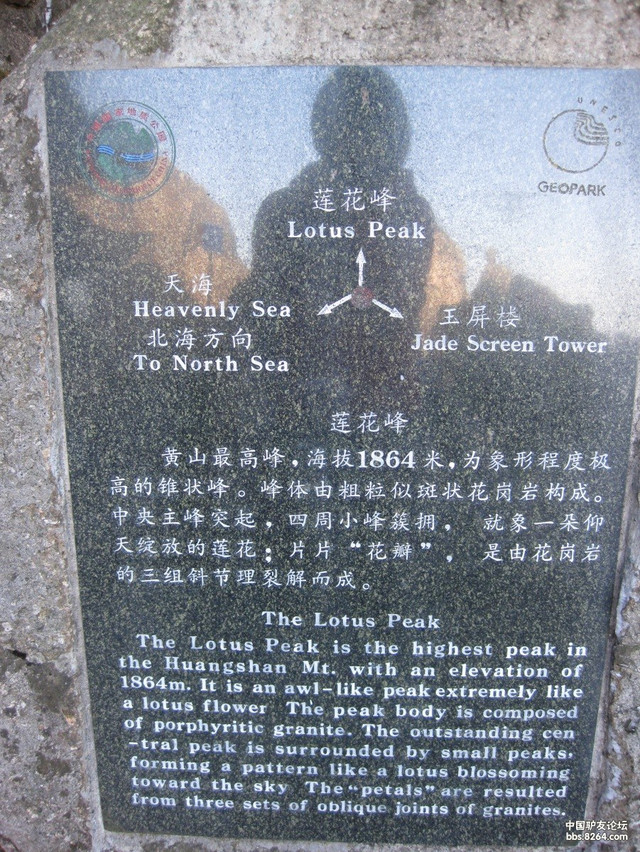 UNESCO
GEOPARK
莲花峰
Lotus Peak
天海
Heavenly Sea
北海方向
To North Sea
玉屏楼
Jade Screen Tower
莲花峰
黄山最高峰，海拔1864米，为象形程度极
高的锥状峰。峰体由粗粒似斑状花岗岩构成。
中央主峰突起，四周小峰簇拥， 就象一朵仰
天绽放的莲花；片片“花瓣”， 是由花岗岩
的三组斜节理裂解而成。
The Lotus Peak
The Lotus Peak is the highest peak in
the Huangshan Mt. with an elevation of
1864m. It is an awl-like peak extremely like
a lotus flower The peak body is composed
of porphyritic granite. The outstanding cen
-tral peak is surrounded by small peaks,
forming a pattern like a lotus blossoming
toward the sky The “petals” are resulted
from three sets of oblique joints of granites.
中国驴友论坛
bbs.8264.com